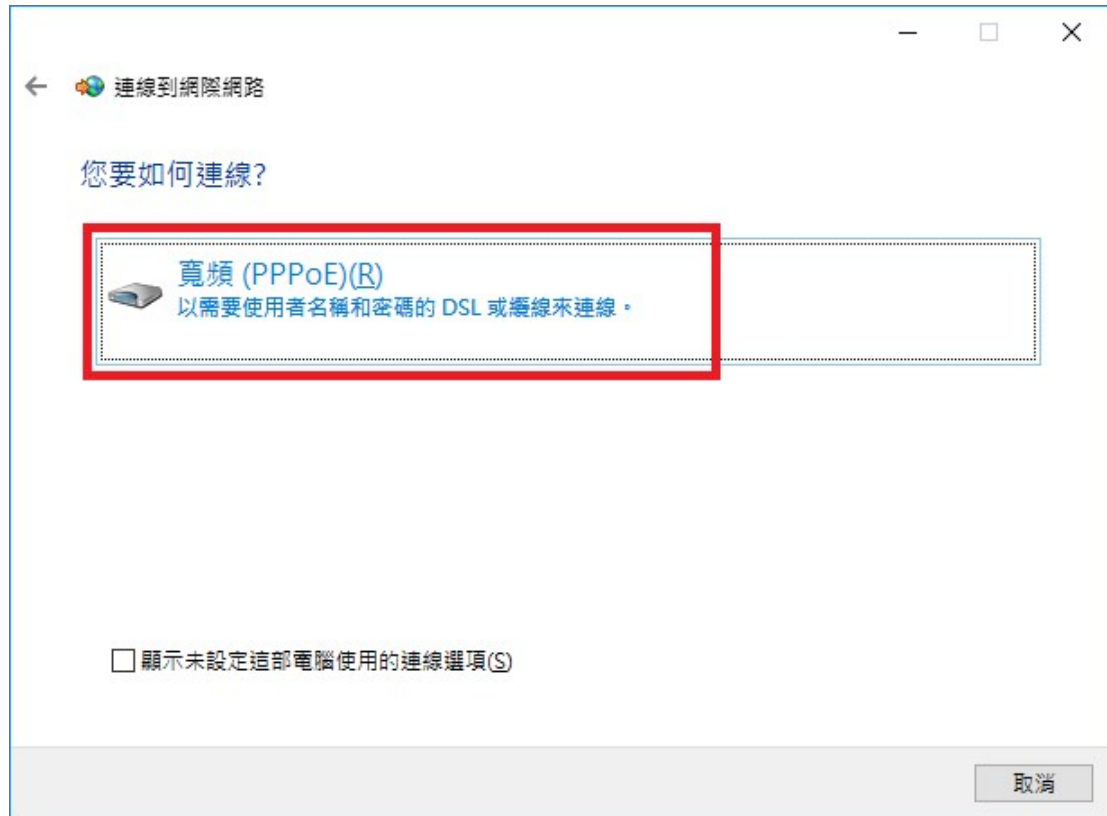 連線到網際網路
您要如何連線?
寬頻 (PPPoE)(R)
以需要使用者名稱和密碼的 DSL 或纜線來連線。
顯示未設定這部電腦使用的連線選項(S)
取消